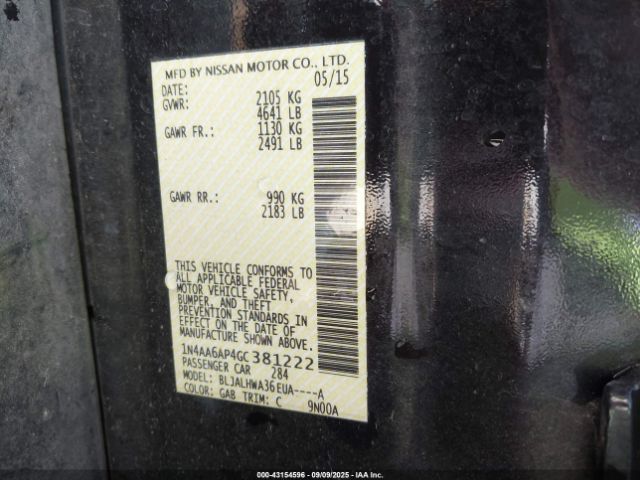 MFD BY NISSAN MOTOR CO., LTD.
DATE: 05/15
GVWR: 2105 KG
4641 LB
GAWR FR.: 1130 KG
2491 LB
GAWR RR.: 990 KG
2183 LB
THIS VEHICLE CONFORMS TO
ALL APPLICABLE FEDERAL
MOTOR VEHICLE SAFETY,
BUMPER, AND THEFT
PREVENTION STANDARDS IN
EFFECT ON THE DATE OF
MANUFACTURE SHOWN ABOVE.
1N4AA6AP4GC381222
PASSENGER CAR 284
MODEL: BLJALHWA36EUA----A
COLOR: GAB TRIM: C 9N00A
000-43154596 - 09/09/2025 - IAA Inc.